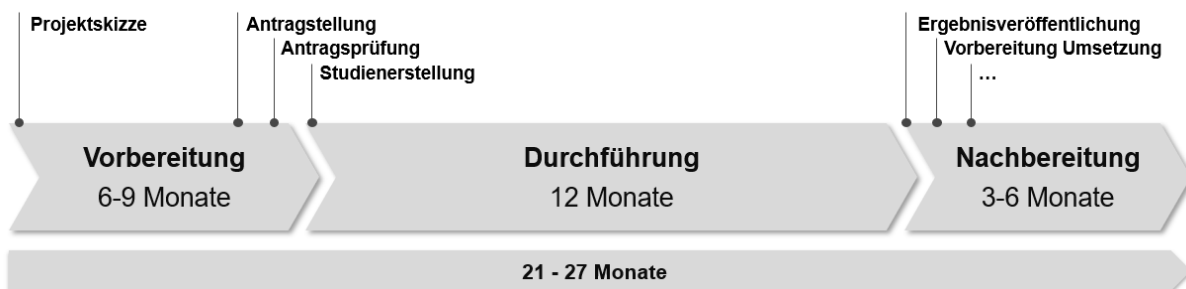 Projektskizze
Antragstellung
Antragsprüfung
Studienerstellung
Ergebnisveröffentlichung
Vorbereitung Umsetzung
...
Vorbereitung
6-9 Monate
Durchführung
12 Monate
Nachbereitung
3-6 Monate
21 - 27 Monate